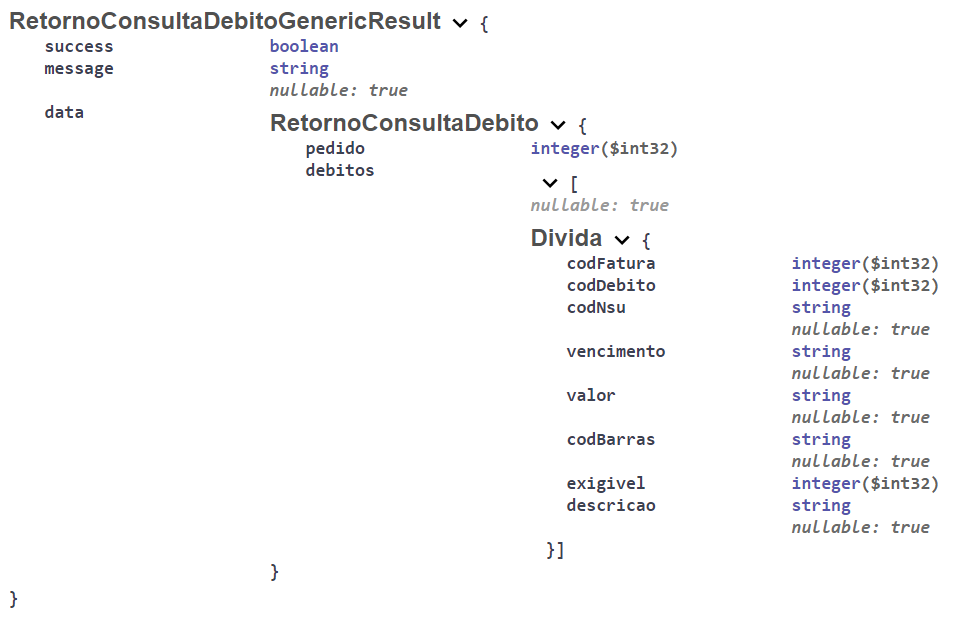 RetornoConsultaDebitoGenericResult {
success boolean
message string
nullable: true
data RetornoConsultaDebito {
pedido integer($int32)
debitos [
nullable: true
Divida {
codFatura integer($int32)
codDebito integer($int32)
codNsu string
nullable: true
vencimento string
nullable: true
valor string
nullable: true
codBarras string
nullable: true
exigivel integer($int32)
descricao string
nullable: true
}]
}
}